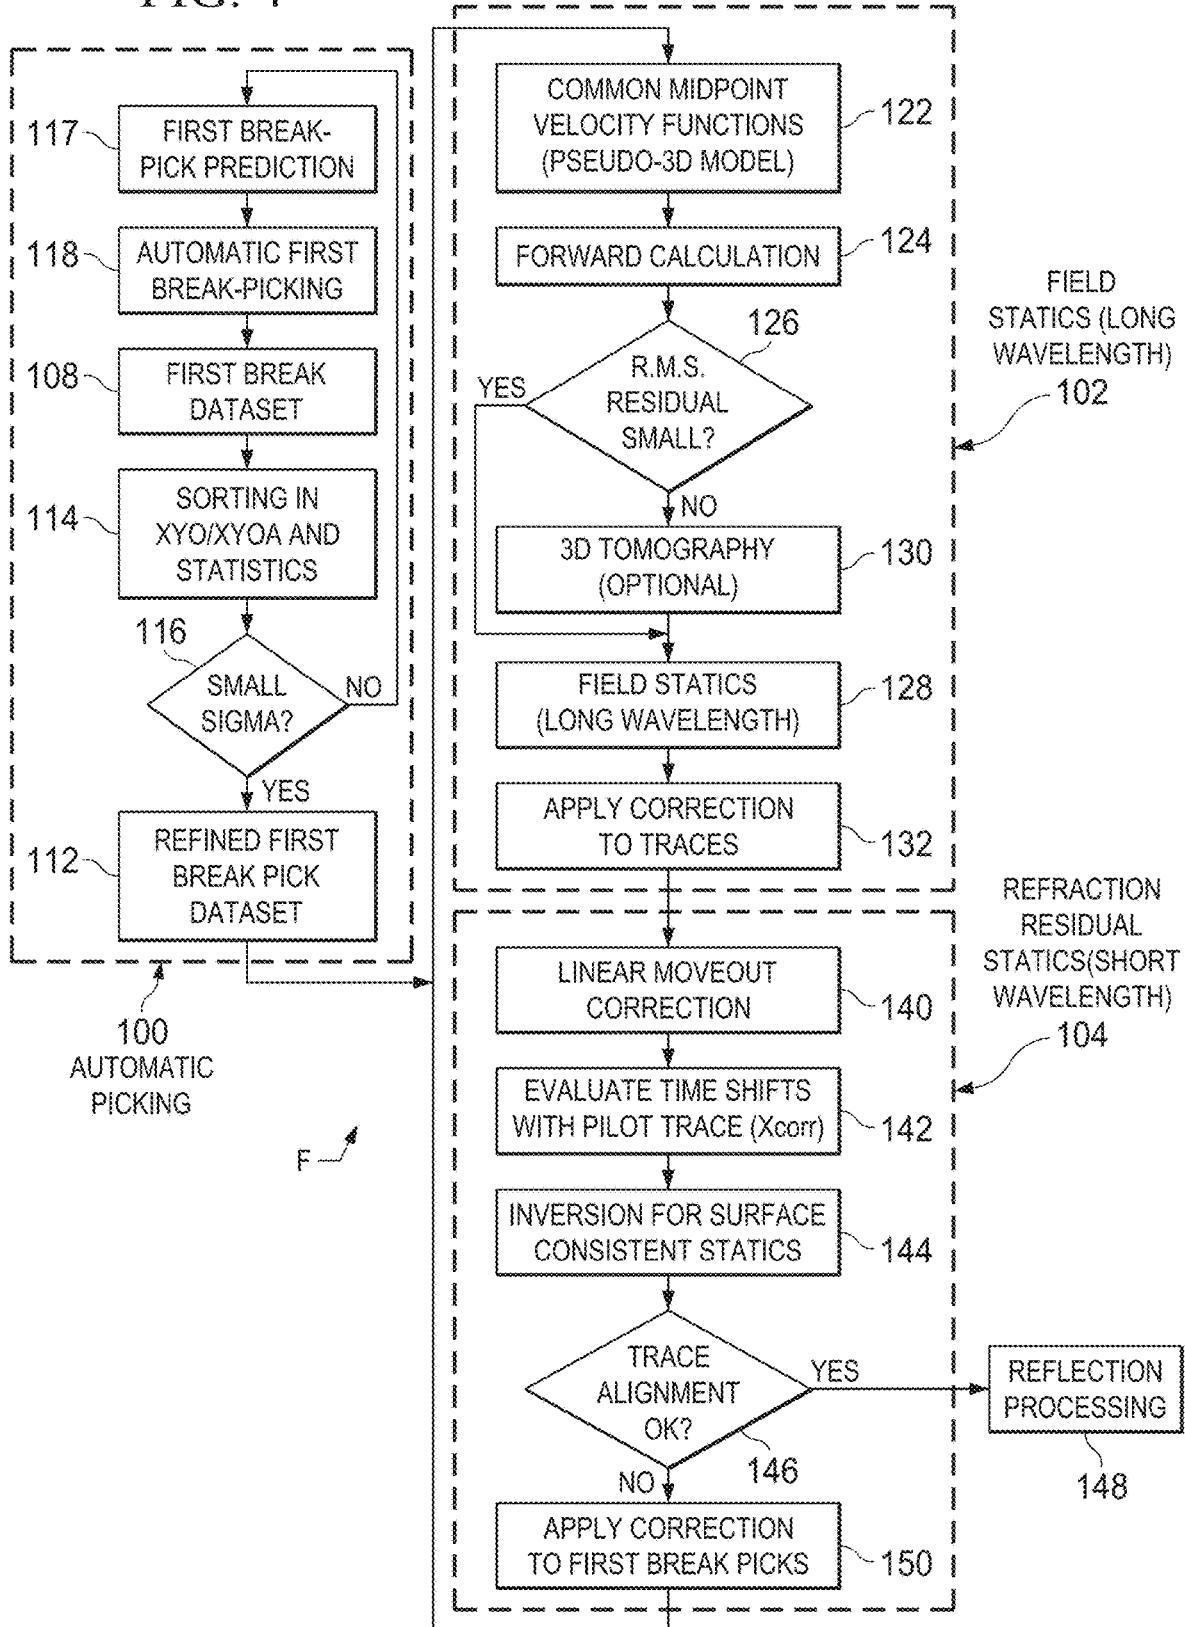 FIG. 4
117
FIRST BREAK-
PICK PREDICTION
118
AUTOMATIC FIRST
BREAK-PICKING
108
FIRST BREAK
DATASET
114
SORTING IN
XYO/XYOA AND
STATISTICS
116
SMALL
SIGMA?
NO
YES
112
REFINED FIRST
BREAK PICK
DATASET
100
AUTOMATIC
PICKING
F
COMMON MIDPOINT
VELOCITY FUNCTIONS
(PSEUDO-3D MODEL)
122
FORWARD CALCULATION
124
126
R.M.S.
RESIDUAL
SMALL?
YES
NO
3D TOMOGRAPHY
(OPTIONAL)
130
FIELD STATICS
(LONG WAVELENGTH)
128
APPLY CORRECTION
TO TRACES
132
FIELD
STATICS (LONG
WAVELENGTH)
102
LINEAR MOVEOUT
CORRECTION
140
EVALUATE TIME SHIFTS
WITH PILOT TRACE (Xcorr)
142
INVERSION FOR SURFACE
CONSISTENT STATICS
144
TRACE
ALIGNMENT
OK?
146
YES
NO
APPLY CORRECTION
TO FIRST BREAK PICKS
150
REFRACTION
RESIDUAL
STATICS(SHORT
WAVELENGTH)
104
REFLECTION
PROCESSING
148